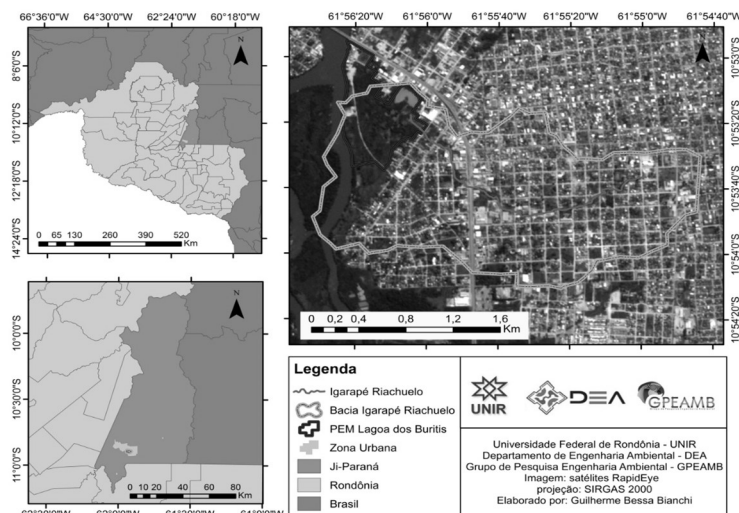 66°36'0"W 64°30'0"W 62°24'0"W 60°18'0"W
8°6'0"S
10°12'0"S
12°18'0"S
14°24'0"S
N
0 65 130 260 390 520
Km
61°56'20"W 61°56'0"W 61°55'40"W 61°55'20"W 61°55'0"W 61°54'40"W
10°53'0"S
10°53'20"S
10°53'40"S
10°54'0"S
10°54'20"S
N
0 0,2 0,4 0,8 1,2 1,6
Km
10°0'0"S
10°30'0"S
11°0'0"S
N
0 10 20 40 60 80
Km
Legenda
Igarapé Riachuelo
Bacia Igarapé Riachuelo
PEM Lagoa dos Buritis
Zona Urbana
Ji-Paraná
Rondônia
Brasil
UNIR
DEA
GPEAMB
Universidade Federal de Rondônia - UNIR
Departamento de Engenharia Ambiental - DEA
Grupo de Pesquisa Engenharia Ambiental - GPEAMB
Imagem: satélites RapidEye
projeção: SIRGAS 2000
Elaborado por: Guilherme Bessa Bianchi